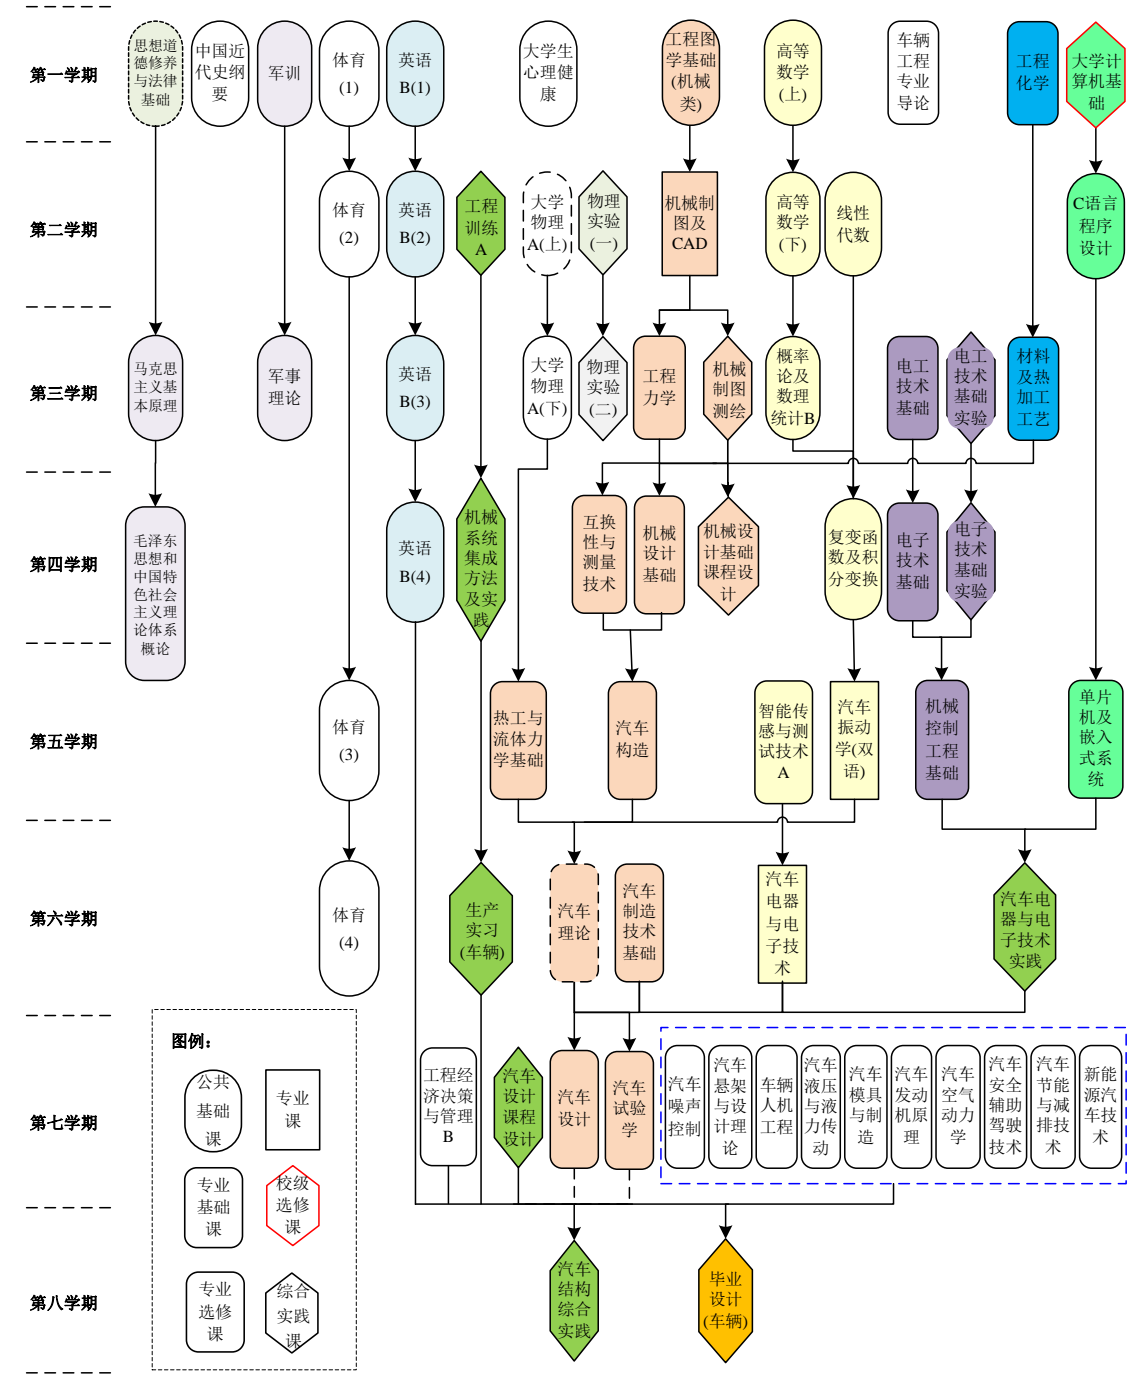 第一学期
思想道
德修养
与法律
基础
中国近
代史纲
要
军训
体育
(1)
英语
B(1)
大学生
心理健
康
工程图
学基础
(机械
类)
高等
数学
(上)
车辆
工程
专业
导论
工程
化学
大学计
算机基
础
第二学期
体育
(2)
英语
B(2)
工程
训练
A
大学
物理
A(上)
物理
实验
(一)
机械制
图及
CAD
高等
数学
(下)
线性
代数
C语言
程序
设计
第三学期
马克思
主义基
本原理
军事
理论
英语
B(3)
大学
物理
A(下)
物理
实验
(二)
工程
力学
机械
制图
测绘
概率
论及
数理
统计B
电工
技术
基础
电工
技术
基础
实验
材料
及热
加工
工艺
第四学期
毛泽东
思想和
中国特
色社会
主义理
论体系
概论
英语
B(4)
机械
系统
集成
方法
及实
践
互换
性与
测量
技术
机械
设计
基础
机械设
计基础
课程设
计
复变函
数及积
分变换
电子
技术
基础
电子
技术
基础
实验
第五学期
体育
(3)
热工与
流体力
学基础
汽车
构造
智能传
感与测
试技术
A
汽车
振动
学(双
语)
机械
控制
工程
基础
单片
机及
嵌入
式系
统
第六学期
体育
(4)
生产
实习
(车辆)
汽车
理论
汽车
制造
技术
基础
汽车
电器
与电
子技
术
汽车电
器与电
子技术
实践
第七学期
工程经
济决策
与管理
B
汽车
设计
课程
设计
汽车
设计
汽车
试验
学
汽车
噪声
控制
汽车
悬架
与设
计理论
车辆
人机
工程
汽车
液压
与液
力传动
汽车
模具
与制
造
汽车
发动
机原
理
汽车
空气
动力
学
汽车
安全
辅助
驾驶
技术
汽车
节能
与减
排技
术
新能
源汽
车技
术
第八学期
汽车
结构
综合
实践
毕业
设计
(车辆)
图例：
公共
基础
课
专业
课
专业
基础
课
校级
选修
课
专业
选修
课
综合
实践
课